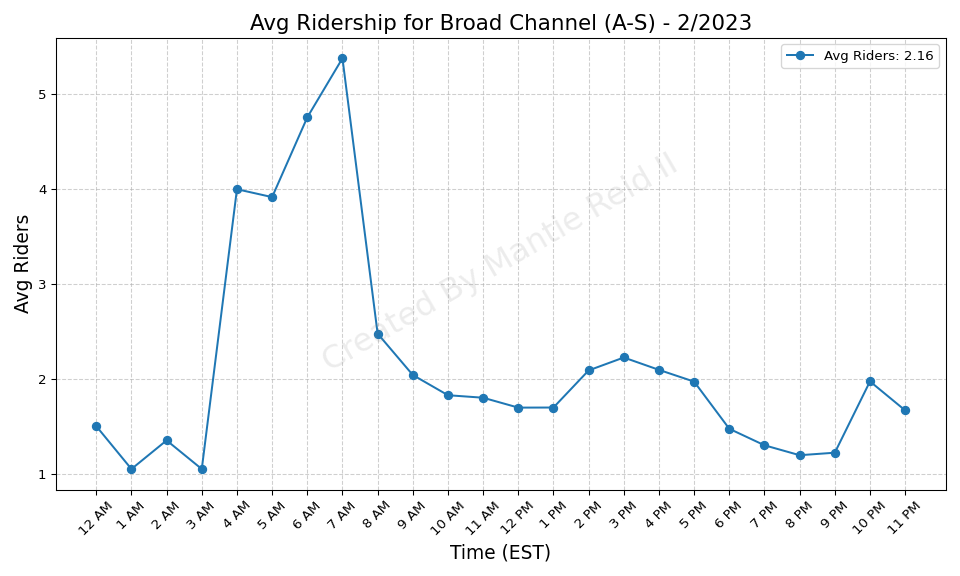 Avg Ridership for Broad Channel (A-S) - 2/2023
Avg Riders: 2.16
Avg Riders
5
4
3
2
1
Created By Mantie Reid II
12 AM 1 AM 2 AM 3 AM 4 AM 5 AM 6 AM 7 AM 8 AM 9 AM 10 AM 11 AM 12 PM 1 PM 2 PM 3 PM 4 PM 5 PM 6 PM 7 PM 8 PM 9 PM 10 PM 11 PM
Time (EST)